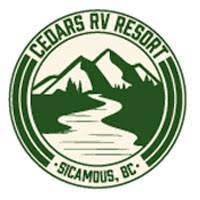 CEDARS RV RESORT
· SICAMOUS, BC ·